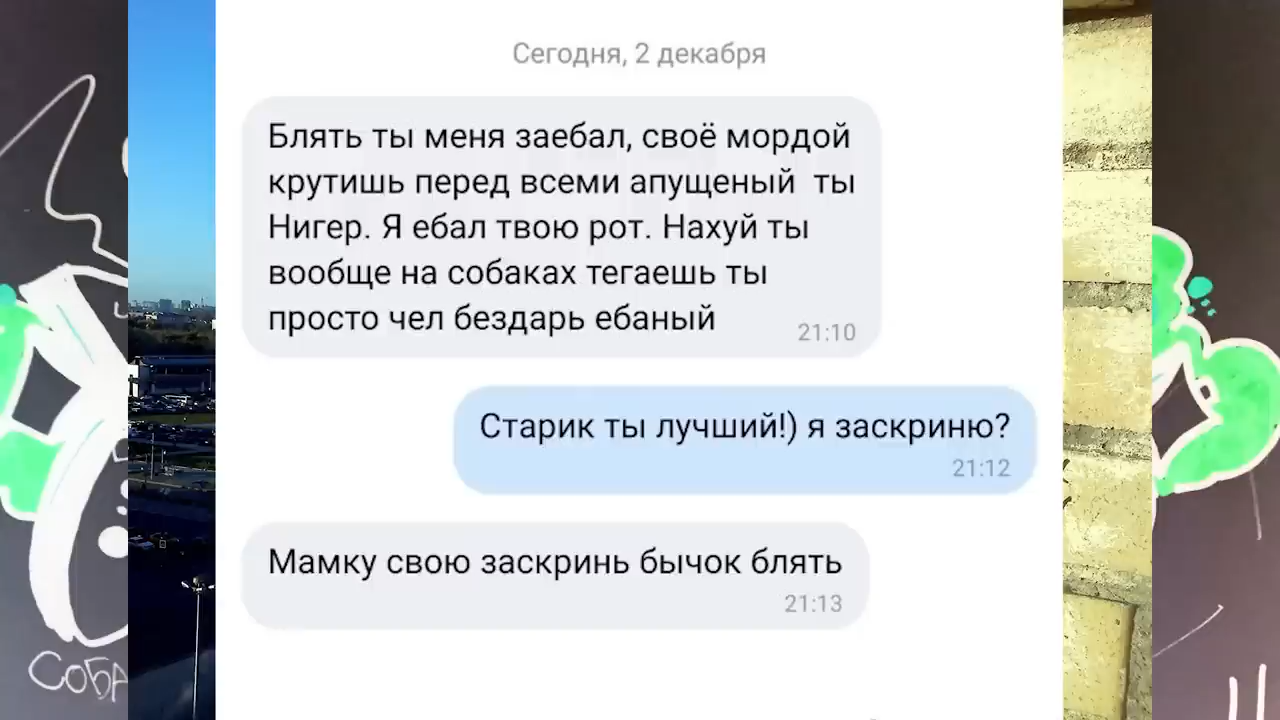 Сегодня, 2 декабря
Блять ты меня заебал, своё мордой
крутишь перед всеми апущеный ты
Нигер. Я ебал твою рот. Нахуй ты
вообще на собаках тегаешь ты
просто чел бездарь ебаный
21:10
Старик ты лучший!) я заскриню?
21:12
Мамку свою заскринь бычок блять
21:13
СОБА